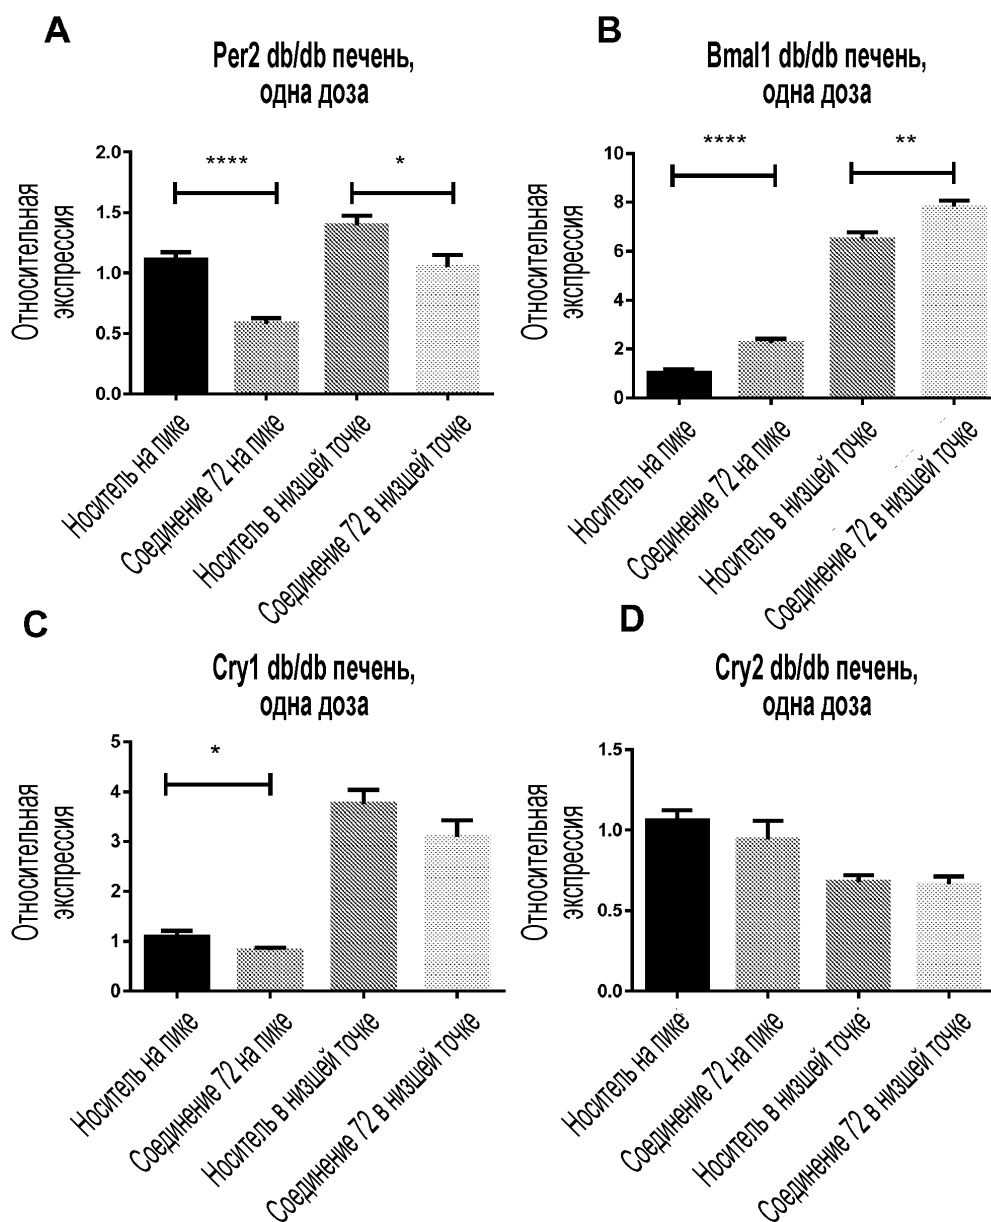 A
Per2 db/db печень,
одна доза
Относительная
экспрессия
2.0
1.5
1.0
0.5
0.0
****
*
Носитель на пике
Соединение 72 на пике
Носитель в низшей точке
Соединение 72 в низшей точке
B
Bmal1 db/db печень,
одна доза
Относительная
экспрессия
10
8
6
4
2
0
****
**
Носитель на пике
Соединение 72 на пике
Носитель в низшей точке
Соединение 72 в низшей точке
C
Cry1 db/db печень,
одна доза
Относительная
экспрессия
5
4
3
2
1
0
*
Носитель на пике
Соединение 72 на пике
Носитель в низшей точке
Соединение 72 в низшей точке
D
Cry2 db/db печень,
одна доза
Относительная
экспрессия
1.5
1.0
0.5
0.0
Носитель на пике
Соединение 72 на пике
Носитель в низшей точке
Соединение 72 в низшей точке